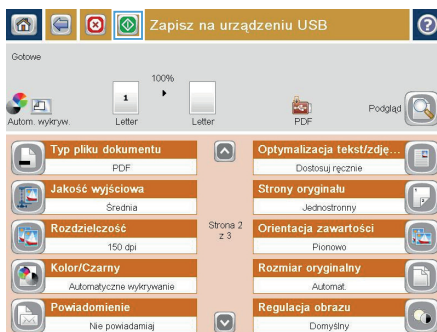 Zapisz na urządzeniu USB
Gotowe
100%
1
Autom. wykryw.
Letter
Letter
PDF
Podgląd
Typ pliku dokumentu
PDF
Optymalizacja tekst/zdję...
Dostosuj ręcznie
Jakość wyjściowa
Średnia
Strony oryginału
Jednostronny
Rozdzielczość
150 dpi
Strona 2
z 3
Orientacja zawartości
Pionowo
Kolor/Czarny
Automatyczne wykrywanie
Rozmiar oryginalny
Automat.
Powiadomienie
Nie powiadamiaj
Regulacja obrazu
Domyślny